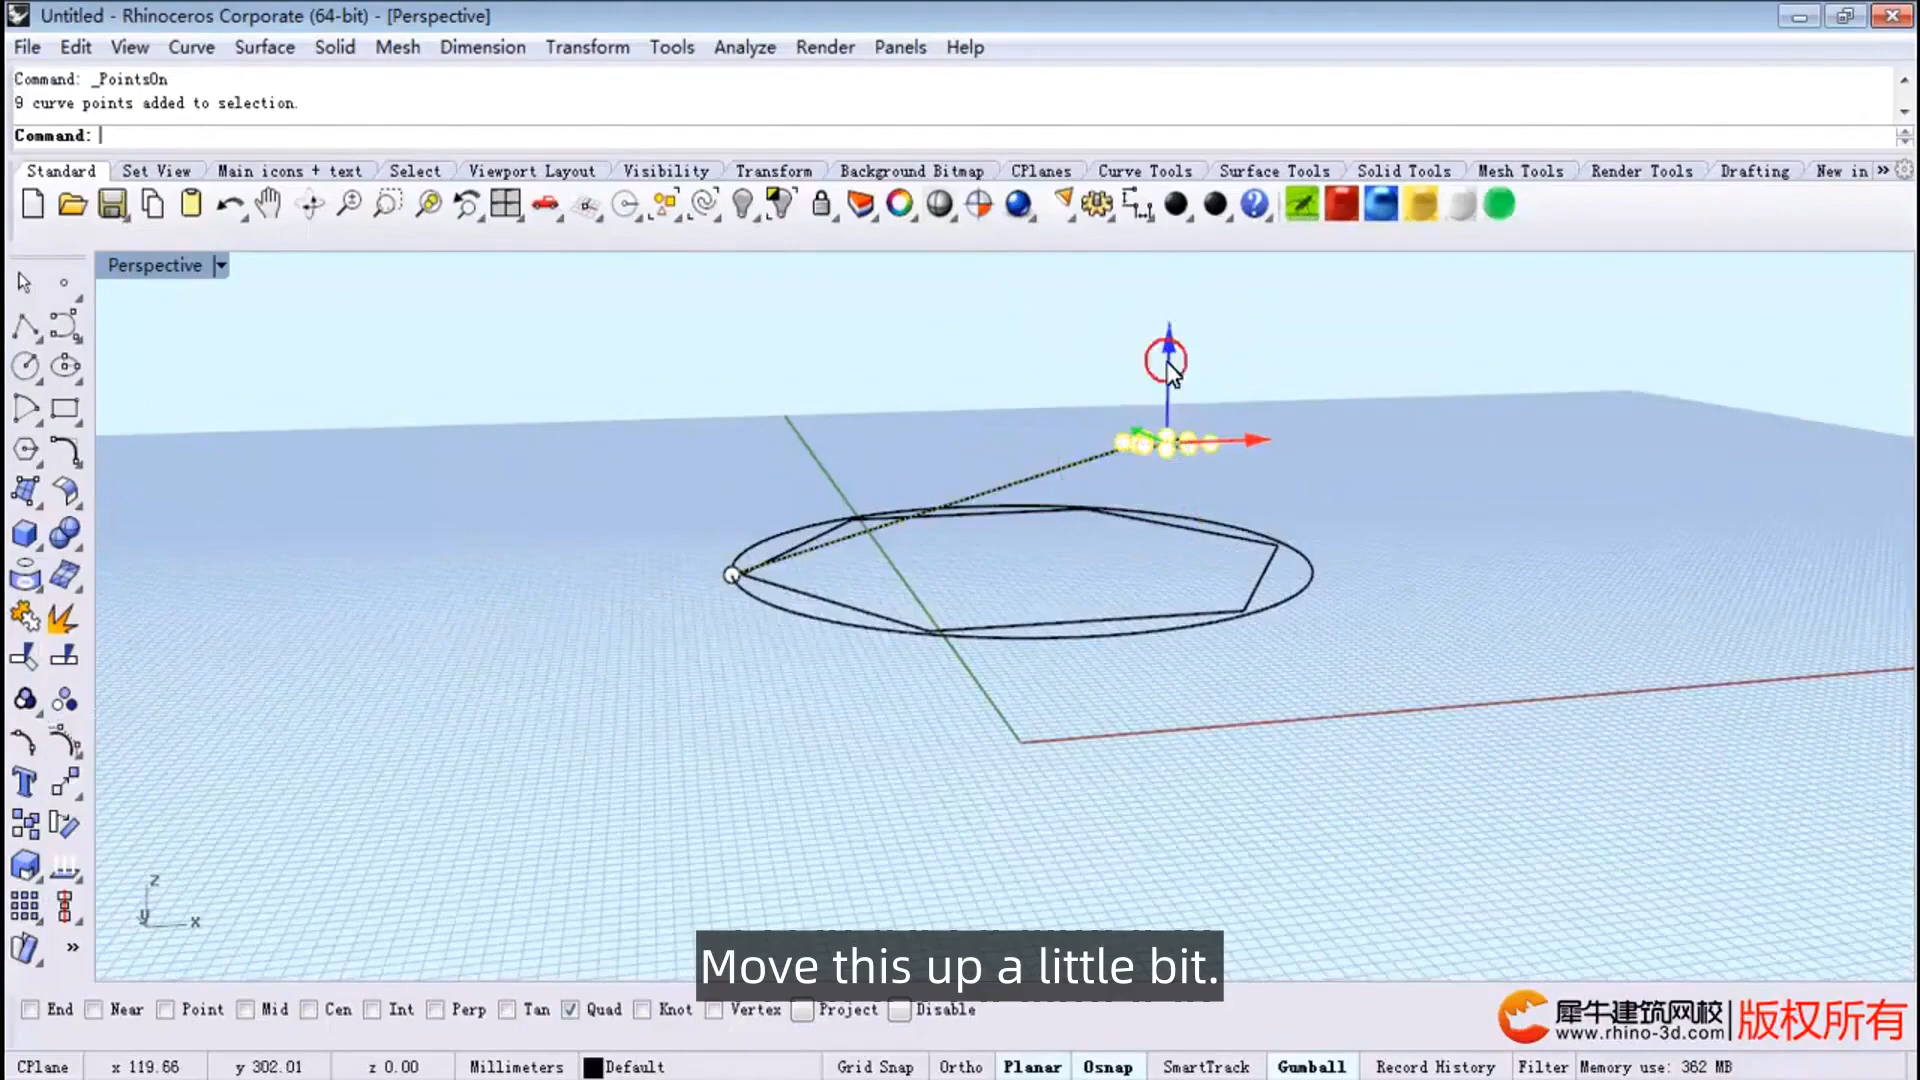 Untitled - Rhinoceros Corporate (64-bit) - [Perspective]
File Edit View Curve Surface Solid Mesh Dimension Transform Tools Analyze Render Panels Help
Command: _PointsOn
9 curve points added to selection.
Command:
Standard Set View Main icons + text Select Viewport Layout Visibility Transform Background Bitmap CPlanes Curve Tools Surface Tools Solid Tools Mesh Tools Render Tools Drafting New in »
Perspective
z
y x
Move this up a little bit.
End Near Point Mid Cen Int Perp Tan Quad Knot Vertex Project Disable
犀牛建筑网校
www.rhino-3d.com
版权所有
CPlane x 119.66 y 302.01 z 0.00 Millimeters Default Grid Snap Ortho Planar Osnap SmartTrack Gumball Record History Filter Memory use: 362 MB